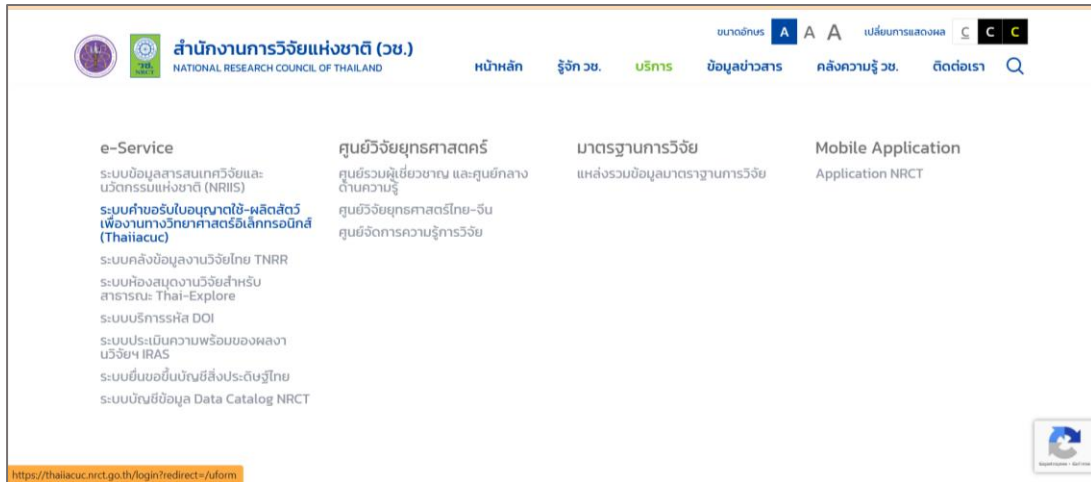 สำนักงานการวิจัยแห่งชาติ (วช.)
NATIONAL RESEARCH COUNCIL OF THAILAND
ขนาดอักษร A A A เปลี่ยนการแสดงผล C C C
หน้าหลัก รู้จัก วช. บริการ ข้อมูลข่าวสาร คลังความรู้ วช. ติดต่อเรา
e-Service
ระบบข้อมูลสารสนเทศวิจัยและ
นวัตกรรมแห่งชาติ (NRIIS)
ระบบคำขอรับใบอนุญาตใช้-ผลิตสัตว์
เพื่องานทางวิทยาศาสตร์อิเล็กทรอนิกส์
(Thaiiacuc)
ระบบคลังข้อมูลงานวิจัยไทย TNRR
ระบบห้องสมุดงานวิจัยสำหรับ
สาธารณะ Thai-Explore
ระบบบริการรหัส DOI
ระบบประเมินความพร้อมของผลงา
นวิจัยฯ IRAS
ระบบยื่นขอขึ้นบัญชีสิ่งประดิษฐ์ไทย
ระบบบัญชีข้อมูล Data Catalog NRCT
ศูนย์วิจัยยุทธศาสตร์
ศูนย์รวมผู้เชี่ยวชาญ และศูนย์กลาง
ด้านความรู้
ศูนย์วิจัยยุทธศาสตร์ไทย-จีน
ศูนย์จัดการความรู้การวิจัย
มาตรฐานการวิจัย
แหล่งรวมข้อมูลมาตราฐานการวิจัย
Mobile Application
Application NRCT
https://thaiiacuc.nrct.go.th/login?redirect=/uform